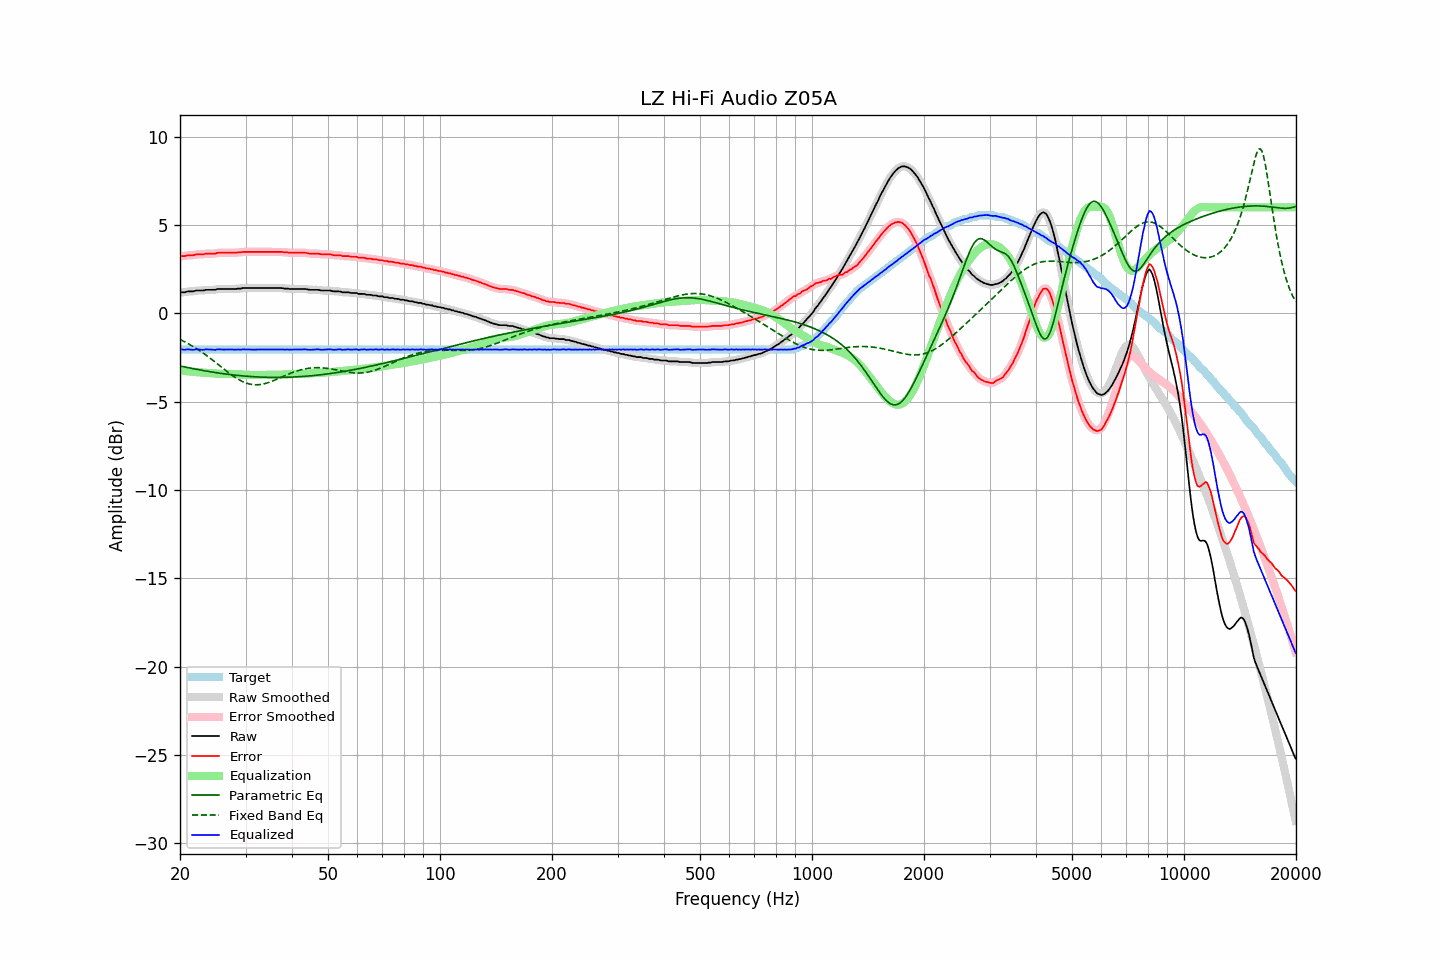 LZ Hi-Fi Audio Z05A
10
5
0
−5
−10
−15
−20
−25
−30
Amplitude (dBr)
Target
Raw Smoothed
Error Smoothed
Raw
Error
Equalization
Parametric Eq
Fixed Band Eq
Equalized
20 50 100 200 500 1000 2000 5000 10000 20000
Frequency (Hz)